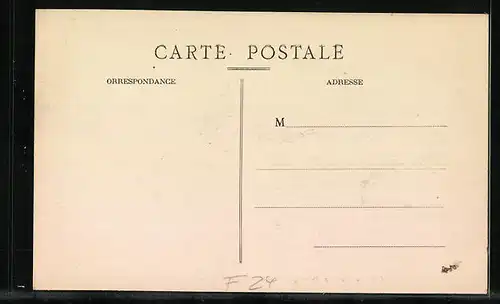 CARTE POSTALE
ORRESPONDANCE
ADRESSE
M
F 24